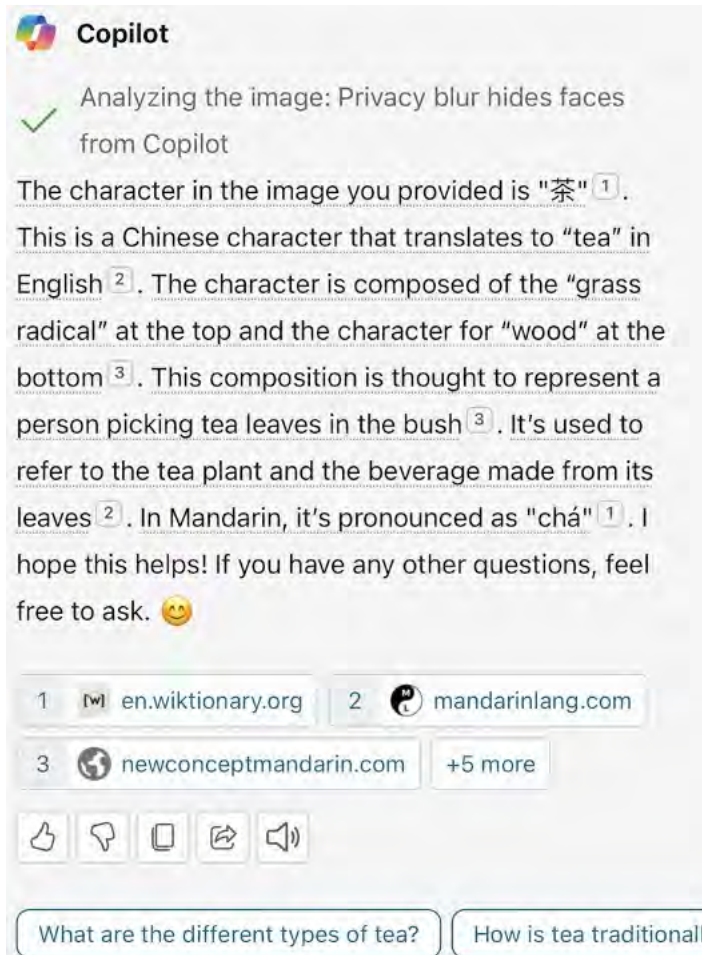 Copilot
Analyzing the image: Privacy blur hides faces
from Copilot
The character in the image you provided is "茶" 1 .
This is a Chinese character that translates to “tea” in
English 2 . The character is composed of the “grass
radical” at the top and the character for “wood” at the
bottom 3 . This composition is thought to represent a
person picking tea leaves in the bush 3 . It’s used to
refer to the tea plant and the beverage made from its
leaves 2 . In Mandarin, it’s pronounced as "chá" 1 . I
hope this helps! If you have any other questions, feel
free to ask. 😊
1 [W] en.wiktionary.org 2 M L mandarinlang.com
3 newconceptmandarin.com +5 more
What are the different types of tea? How is tea traditionall